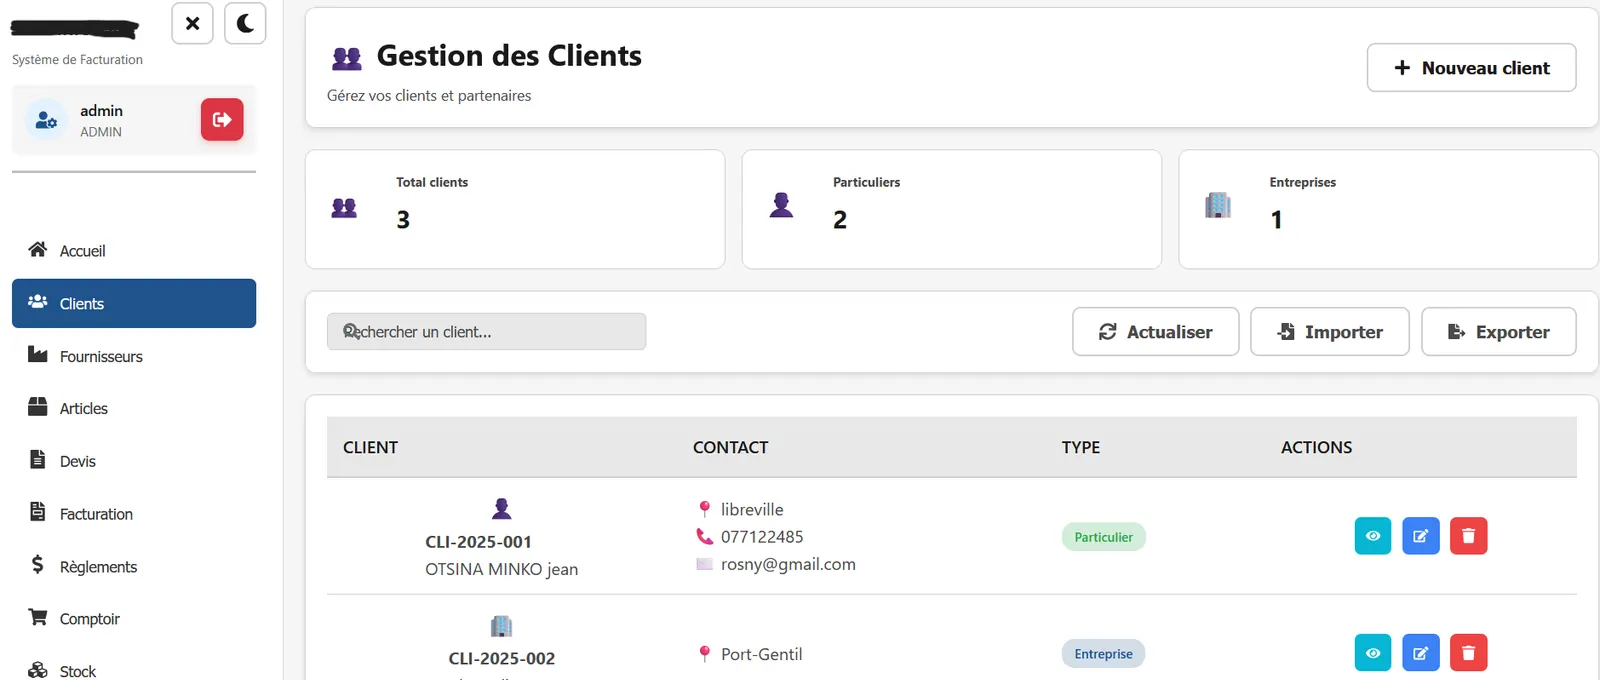 Système de Facturation
admin
ADMIN
Accueil
Clients
Fournisseurs
Articles
Devis
Facturation
Règlements
Comptoir
Stock
Gestion des Clients
Gérez vos clients et partenaires
Nouveau client
Total clients
3
Particuliers
2
Entreprises
1
Rechercher un client...
Actualiser
Importer
Exporter
CLIENT CONTACT TYPE ACTIONS
CLI-2025-001
OTSINA MINKO jean
libreville
077122485
rosny@gmail.com
Particulier
CLI-2025-002
Port-Gentil
Entreprise